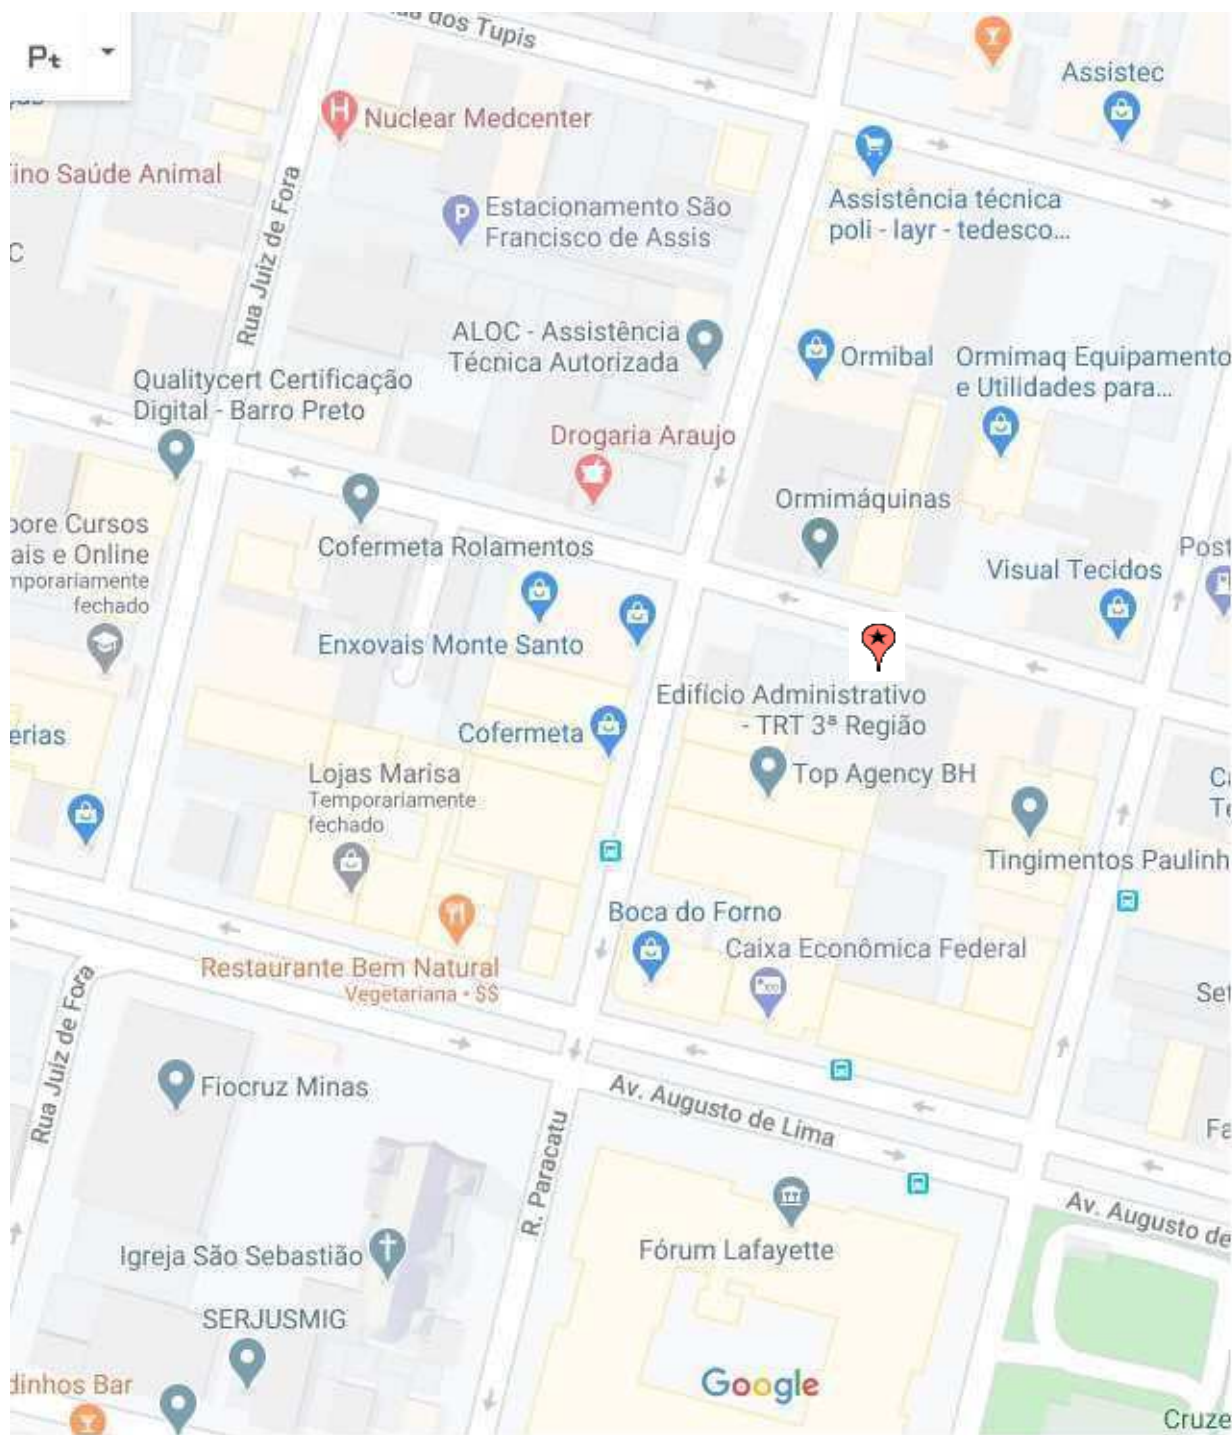 dos Tupis
Pt
Assistec
Nuclear Medcenter
ino Saúde Animal
Rua Juiz de Fora
Estacionamento São
Francisco de Assis
Assistência técnica
poli - layr - tedesco...
C
ALOC - Assistência
Técnica Autorizada
Ormibal
Ormimaq Equipamento
e Utilidades para...
Qualitycert Certificação
Digital - Barro Preto
Drogaria Araujo
Ormimáquinas
pore Cursos
ais e Online
mporariamente
fechado
Cofermeta Rolamentos
Visual Tecidos
Post
Enxovais Monte Santo
Edifício Administrativo
- TRT 3ª Região
erias
Cofermeta
Lojas Marisa
Temporariamente
fechado
Top Agency BH
Tingimentos Paulinh
Boca do Forno
Caixa Econômica Federal
Restaurante Bem Natural
Vegetariana • $$
Set
Rua Juiz de Fora
Fiocruz Minas
Av. Augusto de Lima
R. Paracatu
Av. Augusto de
Igreja São Sebastião
Fórum Lafayette
SERJUSMIG
Google
dinhos Bar
Cruze